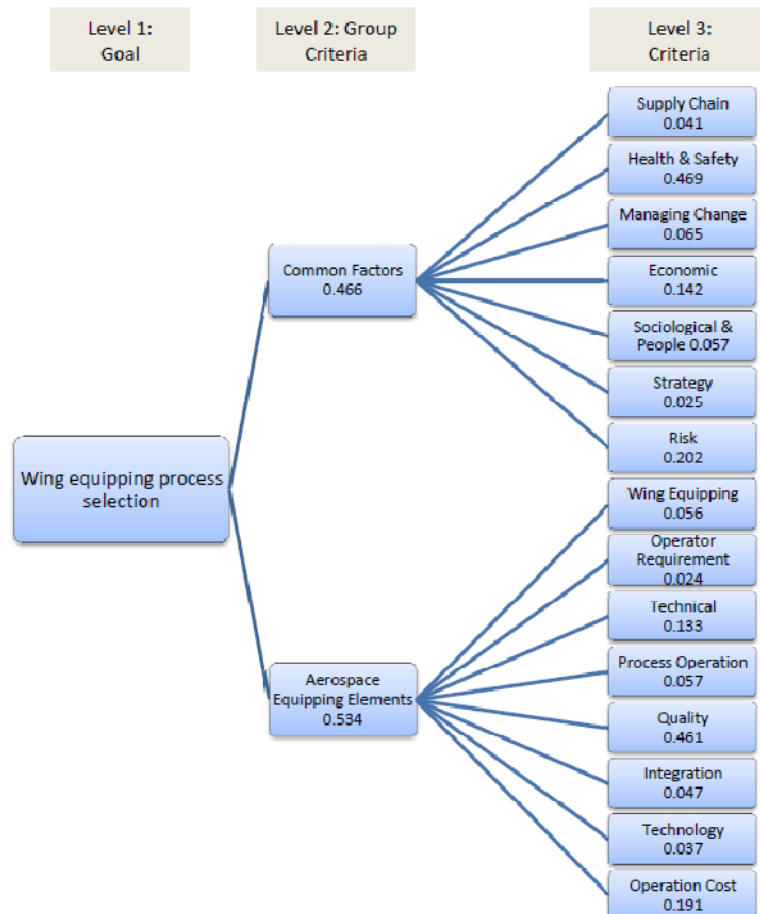 Level 1:
Goal
Level 2: Group
Criteria
Level 3:
Criteria
Supply Chain
0.041
Health & Safety
0.469
Managing Change
0.065
Common Factors
0.466
Economic
0.142
Sociological &
People 0.057
Strategy
0.025
Risk
0.202
Wing equipping process
selection
Wing Equipping
0.056
Operator
Requirement
0.024
Technical
0.133
Aerospace
Equipping Elements
0.534
Process Operation
0.057
Quality
0.461
Integration
0.047
Technology
0.037
Operation Cost
0.191